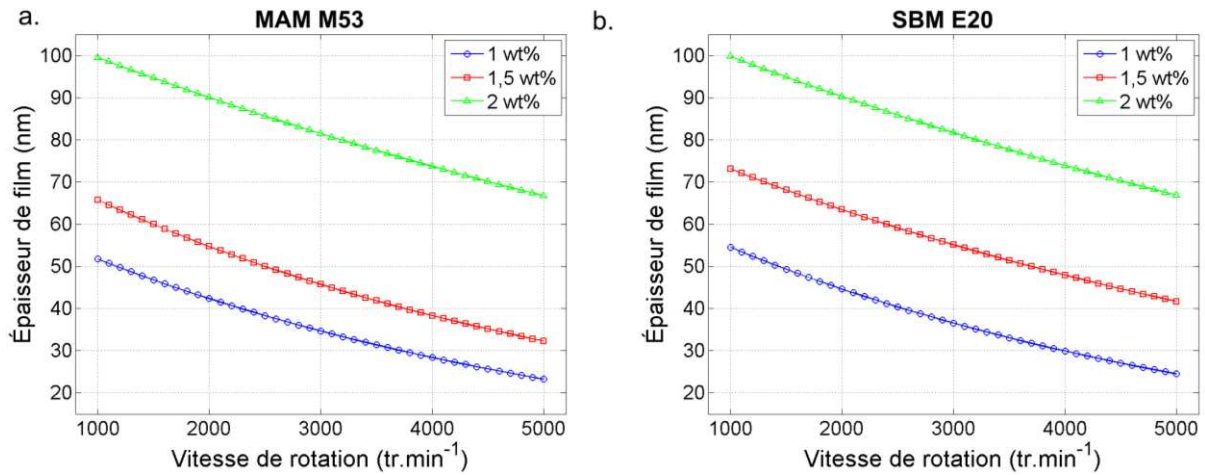 a.
MAM M53
Épaisseur de film (nm)
100
90
80
70
60
50
40
30
20
1000
2000
3000
4000
5000
Vitesse de rotation (tr.min⁻¹)
1 wt%
1,5 wt%
2 wt%
b.
SBM E20
Épaisseur de film (nm)
100
90
80
70
60
50
40
30
20
1000
2000
3000
4000
5000
Vitesse de rotation (tr.min⁻¹)
1 wt%
1,5 wt%
2 wt%